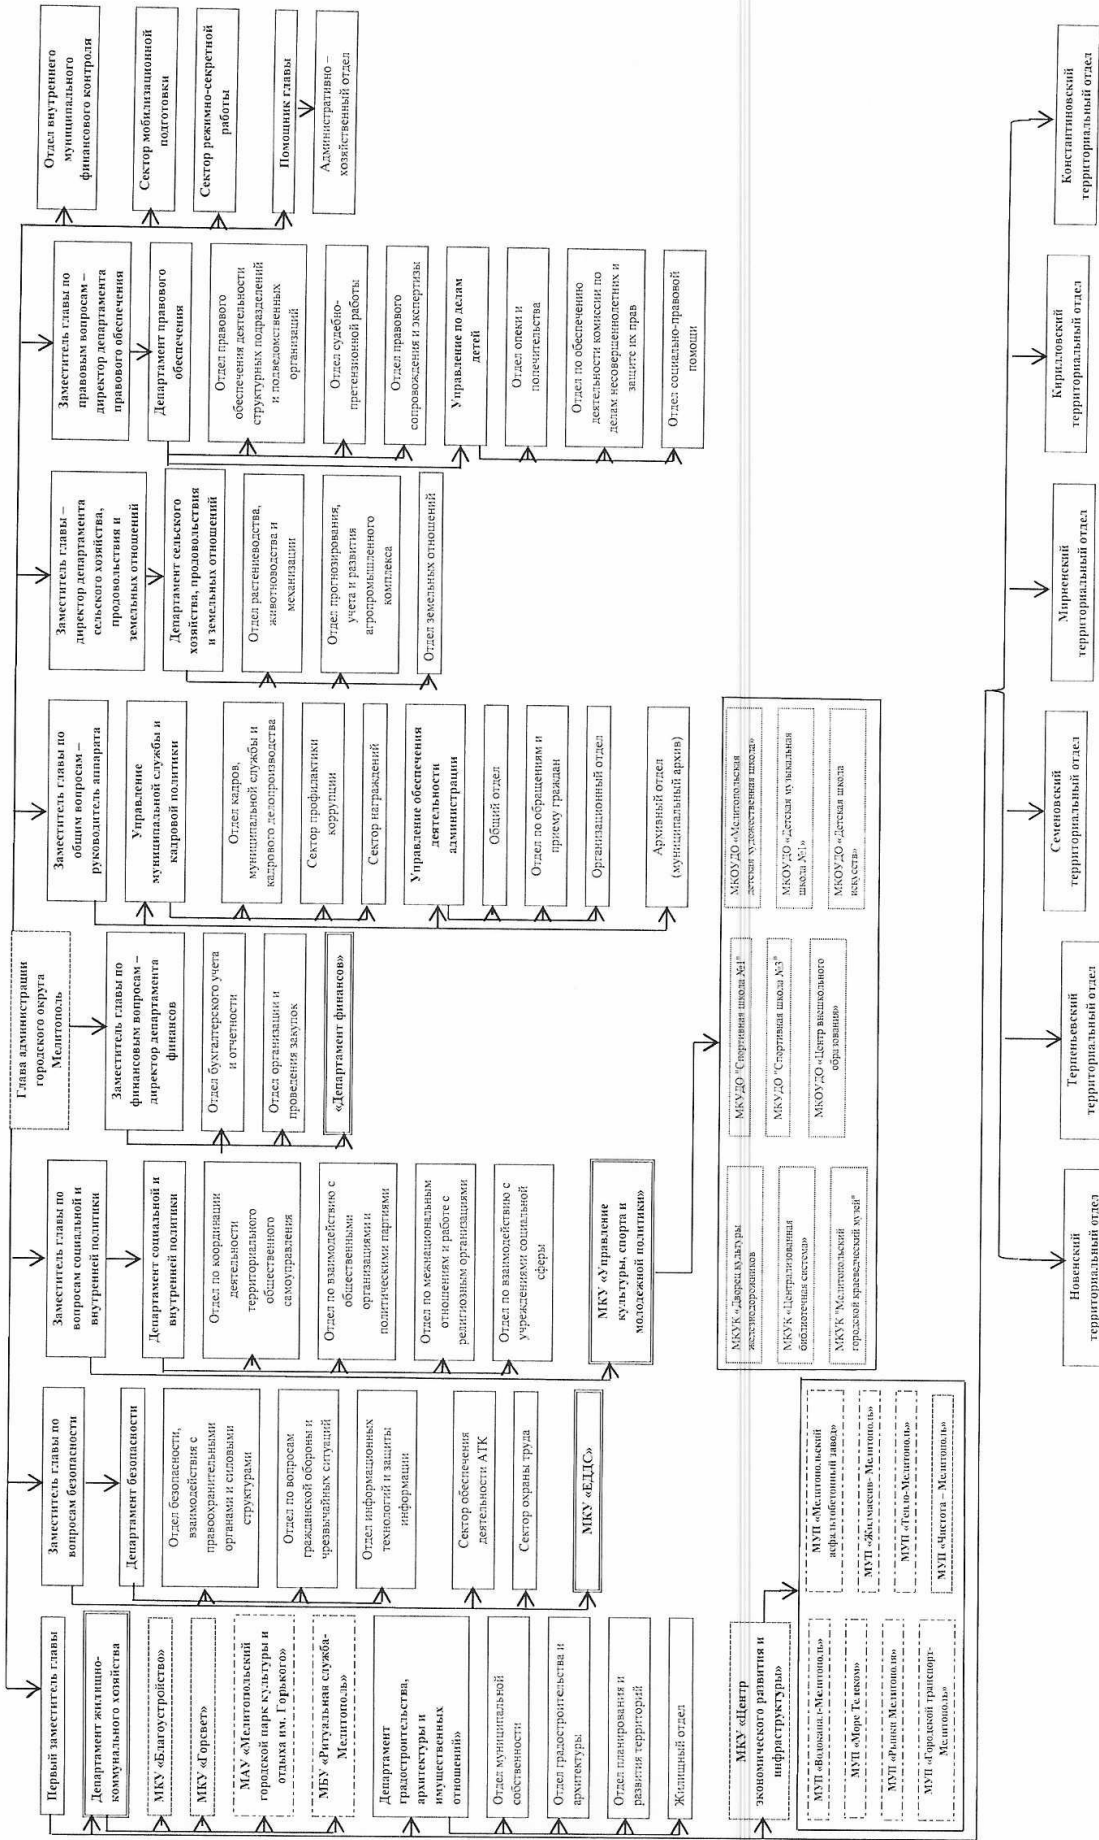 Глава администрации
городского округа
Мелитополь
Первый заместитель главы
Департамент жилищно-
коммунального хозяйства
МКУ «Благоустройство»
МКУ «Горсвет»
МАУ «Мелитопольский
городской парк культуры и
отдыха им. Горького»
МБУ «Ритуальная служба-
Мелитополь»
Департамент
градостроительства,
архитектуры и
имущественных
отношений»
Отдел муниципальной
собственности
Отдел градостроительства и
архитектуры
Отдел планирования и
развития территорий
Жилищный отдел
МКУ «Центр
экономического развития и
инфраструктуры»
МУП «Водоканал-Мелитополь»
МУП «Море Телеком»
МУП «Рынки Мелитополя»
МУП «Городской транспорт-
Мелитополь»
МУП «Мелитопольский
асфальтобетонный завод»
МУП «Жилмассив- Мелитополь»
МУП «Тепло-Мелитополь»
МУП «Чистота – Мелитополь»
Заместитель главы по
вопросам безопасности
Департамент безопасности
Отдел безопасности,
взаимодействия с
правоохранительными
органами и силовыми
структурами
Отдел по вопросам
гражданской обороны и
чрезвычайных ситуаций
Отдел информационных
технологий и защиты
информации
Сектор обеспечения
деятельности АТК
Сектор охраны труда
МКУ «ЕДДС»
Заместитель главы по
вопросам социальной и
внутренней политики
Департамент социальной и
внутренней политики
Отдел по координации
деятельности
территориального
общественного
самоуправления
Отдел по взаимодействию с
общественными
организациями и
политическими партиями
Отдел по межнациональным
отношениям и работе с
религиозным организациями
Отдел по взаимодействию с
учреждениями социальной
сферы
МКУ «Управление
культуры, спорта и
молодежной политики»
МКУК «Дворец культуры
железнодорожников
МКУК «Централизованная
библиотечная система»
МКУК "Мелитопольский
городской краеведческий музей"
МКУДО "Спортивная школа №1"
МКУДО "Спортивная школа №3"
МКОУДО «Центр внешкольного
образования»
МКОУДО «Мелитопольская
детская художественная школа»
МКОУДО «Детская музыкальная
школа №1»
МКОУДО «Детская школа
искусств»
Заместитель главы по
финансовым вопросам –
директор департамента
финансов
Отдел бухгалтерского учета
и отчетности
Отдел организации и
проведения закупок
«Департамент финансов»
Заместитель главы по
общим вопросам –
руководитель аппарата
Управление
муниципальной службы и
кадровой политики
Отдел кадров,
муниципальной службы и
кадрового делопроизводства
Сектор профилактики
коррупции
Сектор награждений
Управление обеспечения
деятельности
администрации
Общий отдел
Отдел по обращениям и
приему граждан
Организационный отдел
Архивный отдел
(муниципальный архив)
Заместитель главы –
директор департамента
сельского хозяйства,
продовольствия и
земельных отношений
Департамент сельского
хозяйства, продовольствия
и земельных отношений
Отдел растениеводства,
животноводства и
механизации
Отдел прогнозирования,
учета и развития
агропромышленного
комплекса
Отдел земельных отношений
Заместитель главы по
правовым вопросам –
директор департамента
правового обеспечения
Департамент правового
обеспечения
Отдел правового
обеспечения деятельности
структурных подразделений
и подведомственных
организаций
Отдел судебно-
претензионной работы
Отдел правового
сопровождения и экспертизы
Управление по делам
детей
Отдел опеки и
попечительства
Отдел по обеспечению
деятельности комиссии по
делам несовершеннолетних и
защите их прав
Отдел социально-правовой
помощи
Отдел внутреннего
муниципального
финансового контроля
Сектор мобилизационной
подготовки
Сектор режимно-секретной
работы
Помощник главы
Административно –
хозяйственный отдел
Новенский
территориальный отдел
Терпеньевский
территориальный отдел
Семеновский
территориальный отдел
Мирненский
территориальный отдел
Кирилловский
территориальный отдел
Константиновский
территориальный отдел